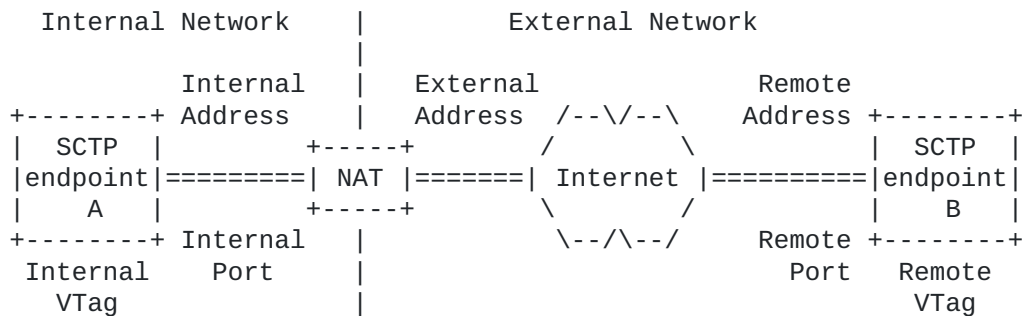 Internal Network | External Network
|
Internal | External Remote
+--------+ Address | Address /--\/--\ Address +--------+
| SCTP | +-----+ / \ | SCTP |
|endpoint|=========| NAT |=======| Internet |==========|endpoint|
| A | +-----+ \ / | B |
+--------+ Internal | \--/\--/ Remote +--------+
Internal Port | Port Remote
VTag | VTag